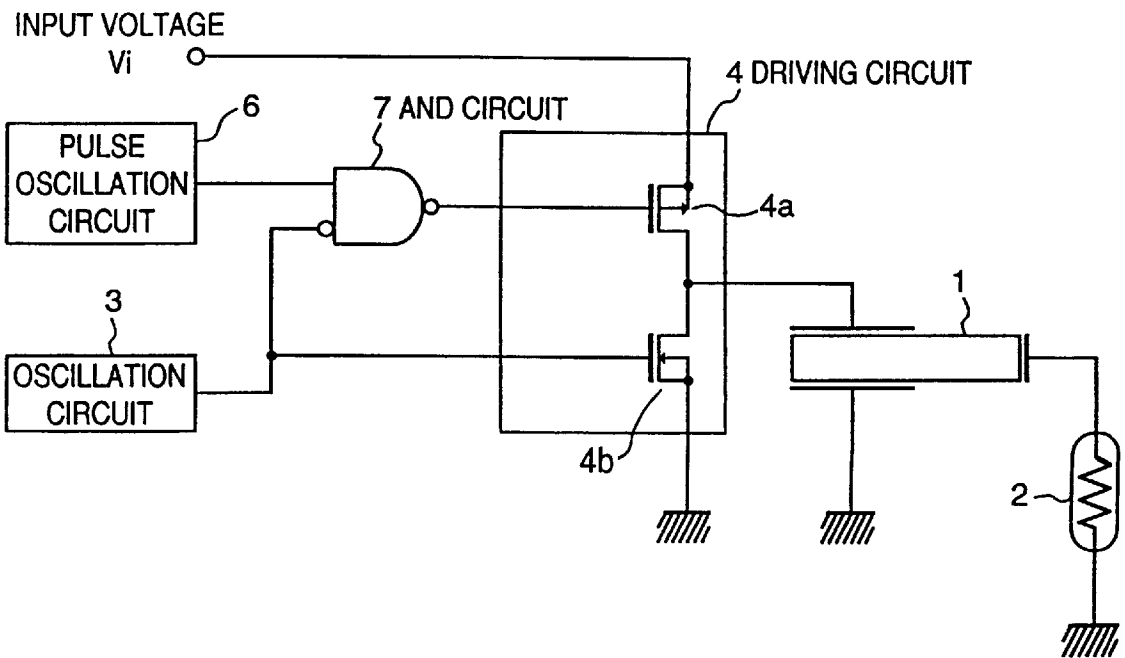 INPUT VOLTAGE
Vi
4 DRIVING CIRCUIT
6
7 AND CIRCUIT
PULSE
OSCILLATION
CIRCUIT
4a
3
1
OSCILLATION
CIRCUIT
4b
2